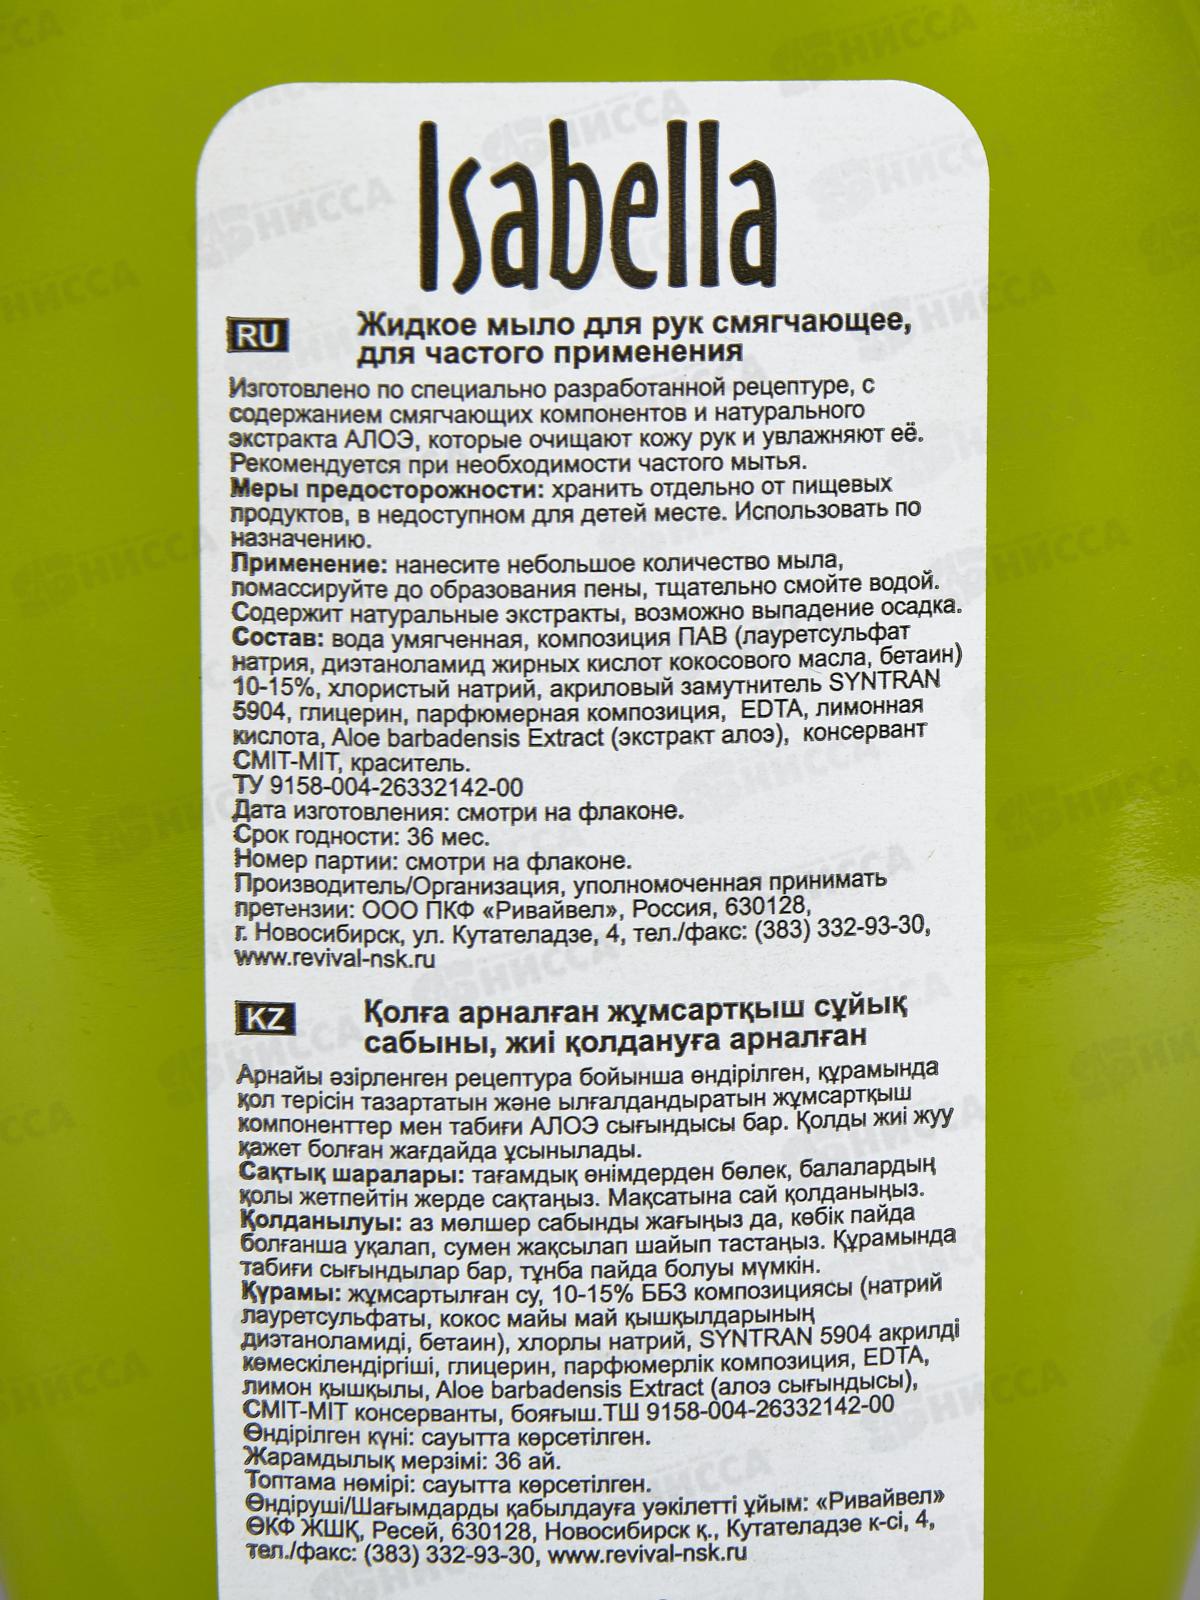 Isabella
RU
Жидкое мыло для рук смягчающее,
для частого применения
Изготовлено по специально разработанной рецептуре, с
содержанием смягчающих компонентов и натурального
экстракта АЛОЭ, которые очищают кожу рук и увлажняют её.
Рекомендуется при необходимости частого мытья.
Меры предосторожности: хранить отдельно от пищевых
продуктов, в недоступном для детей месте. Использовать по
назначению.
Применение: нанесите небольшое количество мыла,
помассируйте до образования пены, тщательно смойте водой.
Содержит натуральные экстракты, возможно выпадение осадка.
Состав: вода умягченная, композиция ПАВ (лауретсульфат
натрия, диэтаноламид жирных кислот кокосового масла, бетаин)
10-15%, хлористый натрий, акриловый замутнитель SYNTRAN
5904, глицерин, парфюмерная композиция, EDTA, лимонная
кислота, Aloe barbadensis Extract (экстракт алоэ), консервант
CMIT-MIT, краситель.
ТУ 9158-004-26332142-00
Дата изготовления: смотри на флаконе.
Срок годности: 36 мес.
Номер партии: смотри на флаконе.
Производитель/Организация, уполномоченная принимать
претензии: ООО ПКФ «Ривайвел», Россия, 630128,
г. Новосибирск, ул. Кутателадзе, 4, тел./факс: (383) 332-93-30,
www.revival-nsk.ru
KZ
Қолға арналған жұмсартқыш сұйық
сабыны, жиі қолдануға арналған
Арнайы әзірленген рецептура бойынша өндірілген, құрамында
қол терісін тазартатын және ылғалдандыратын жұмсартқыш
компоненттер мен табиғи АЛОЭ сығындысы бар. Қолды жиі жуу
қажет болған жағдайда ұсынылады.
Сақтық шаралары: тағамдық өнімдерден бөлек, балалардың
қолы жетпейтін жерде сақтаңыз. Мақсатына сай қолданыңыз.
Қолданылуы: аз мөлшер сабынды жағыңыз да, көбік пайда
болғанша уқалап, сумен жақсылап шайып тастаңыз. Құрамында
табиғи сығындылар бар, тұнба пайда болуы мүмкін.
Құрамы: жұмсартылған су, 10-15% ББЗ композициясы (натрий
лауретсульфаты, кокос майы май қышқылдарының
диэтаноламиді, бетаин), хлорлы натрий, SYNTRAN 5904 акрилді
көмескілендіргіші, глицерин, парфюмерлік композиция, EDTA,
лимон қышқылы, Aloe barbadensis Extract (алоэ сығындысы),
CMIT-MIT консерванты, бояғыш.ТШ 9158-004-26332142-00
Өндірілген күні: сауытта көрсетілген.
Жарамдылық мерзімі: 36 ай.
Топтама нөмірі: сауытта көрсетілген.
Өндіруші/Шағымдарды қабылдауға уәкілетті ұйым: «Ривайвел»
ӨКФ ЖШҚ, Ресей, 630128, Новосибирск қ., Кутателадзе к-сі, 4,
тел./факс: (383) 332-93-30, www.revival-nsk.ru